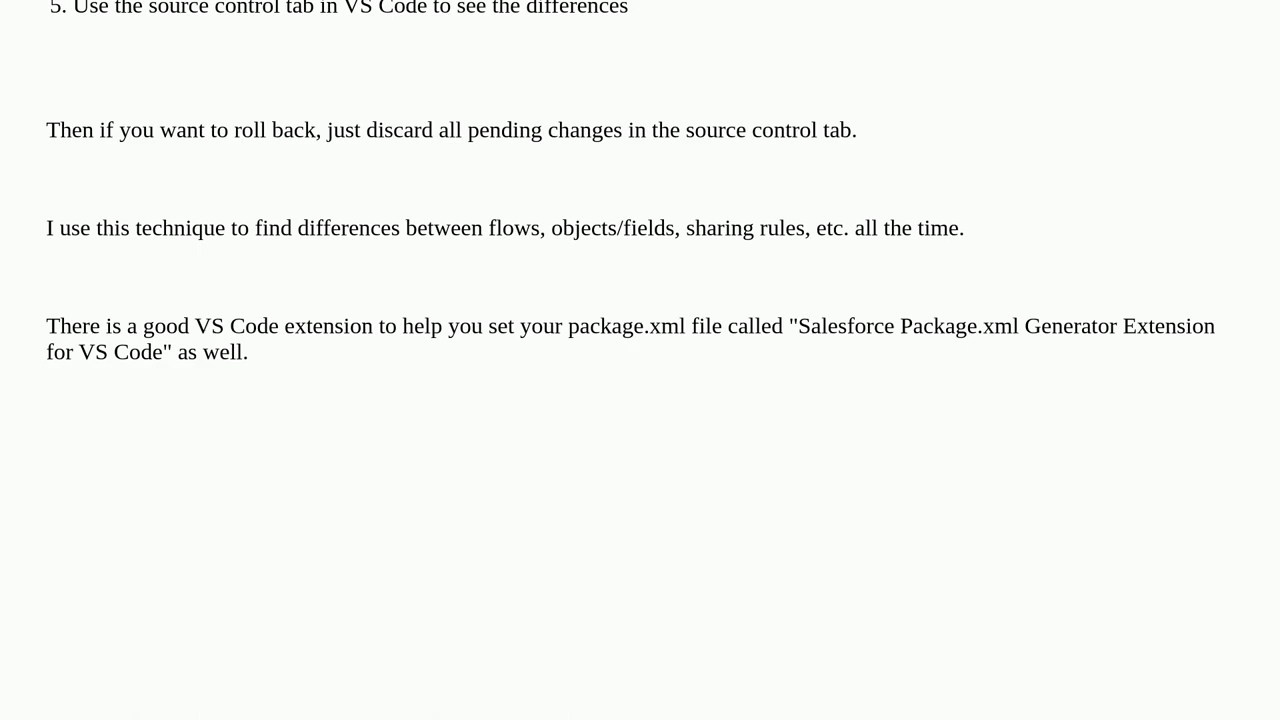 5. Use the source control tab in VS Code to see the differences
Then if you want to roll back, just discard all pending changes in the source control tab.
I use this technique to find differences between flows, objects/fields, sharing rules, etc. all the time.
There is a good VS Code extension to help you set your package.xml file called "Salesforce Package.xml Generator Extension
for VS Code" as well.